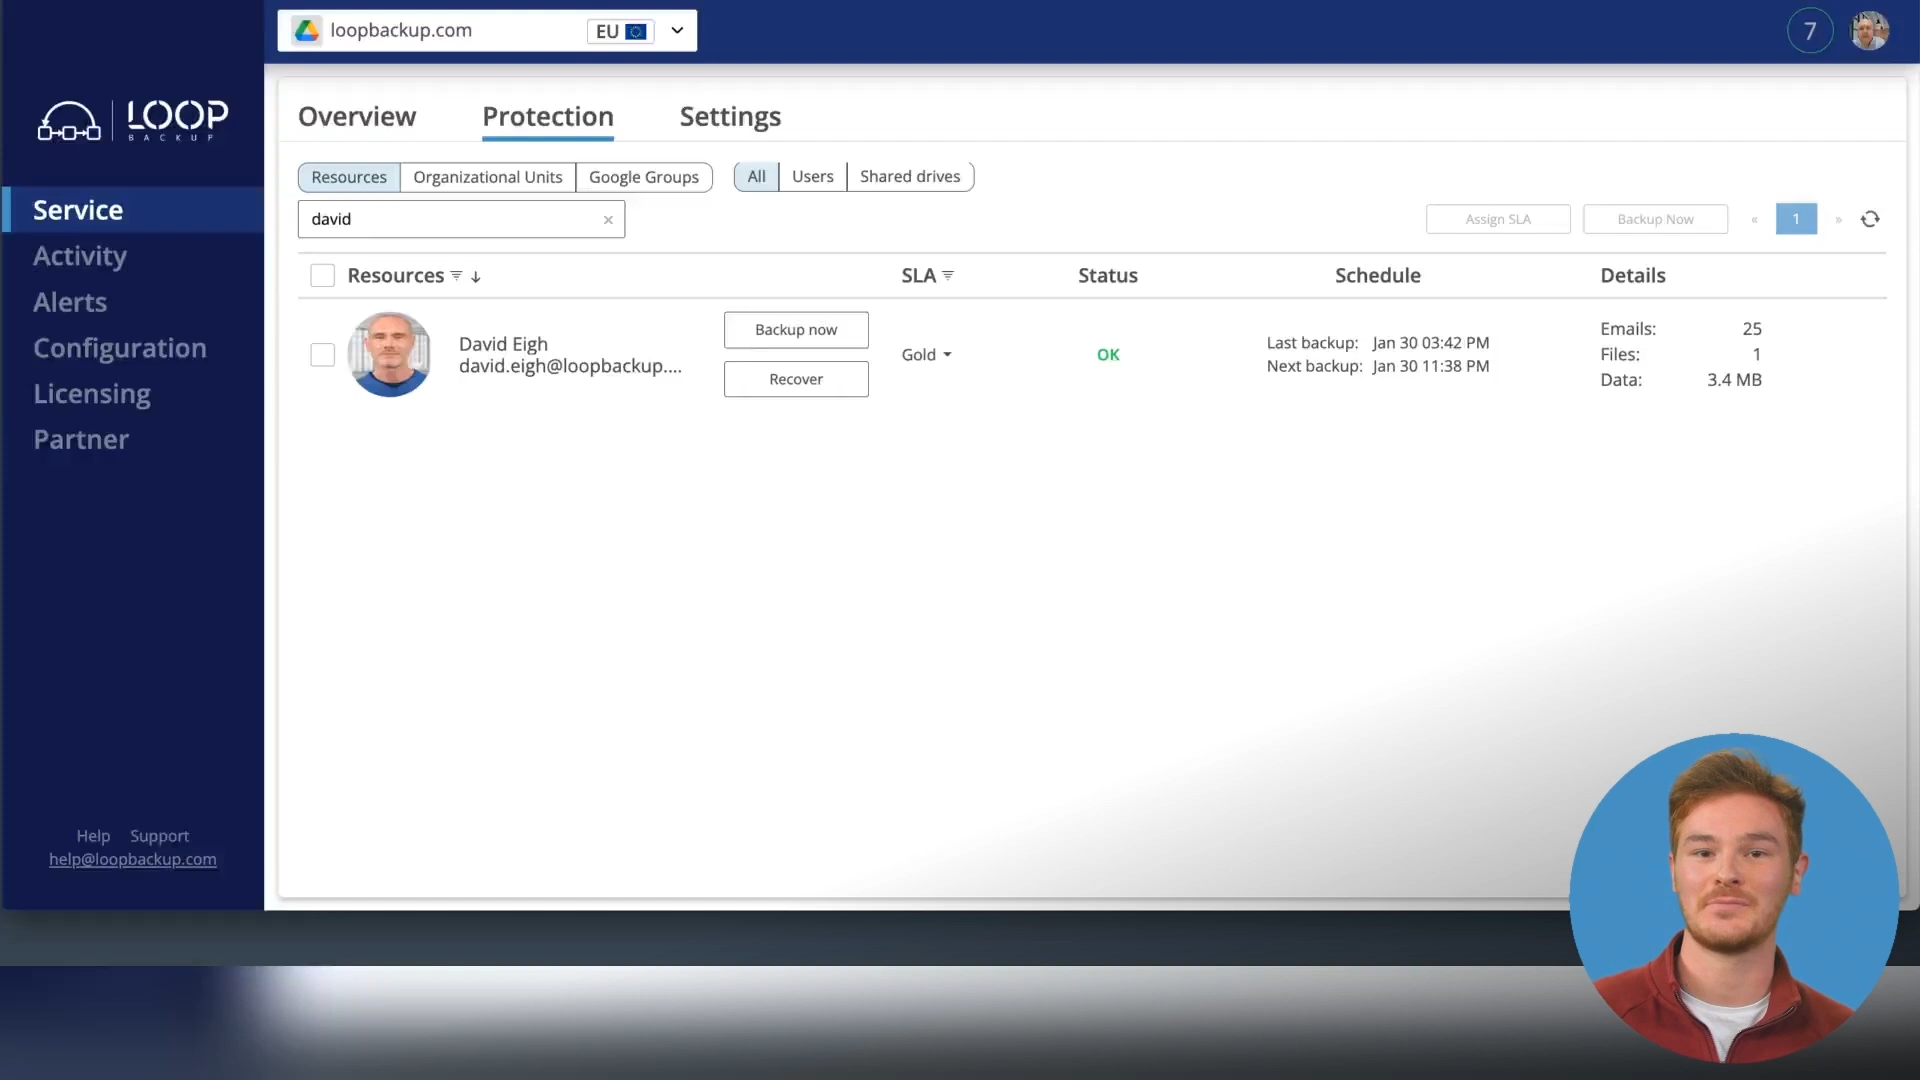 loopbackup.com EU
7
LOOP
BACKUP
Overview Protection Settings
Resources Organizational Units Google Groups All Users Shared drives
david ×
Assign SLA Backup Now « 1 »
Service
Activity
Alerts
Configuration
Licensing
Partner
Resources SLA Status Schedule Details
David Eigh
david.eigh@loopbackup....
Backup now
Recover
Gold
OK
Last backup: Jan 30 03:42 PM
Next backup: Jan 30 11:38 PM
Emails: 25
Files: 1
Data: 3.4 MB
Help Support
help@loopbackup.com